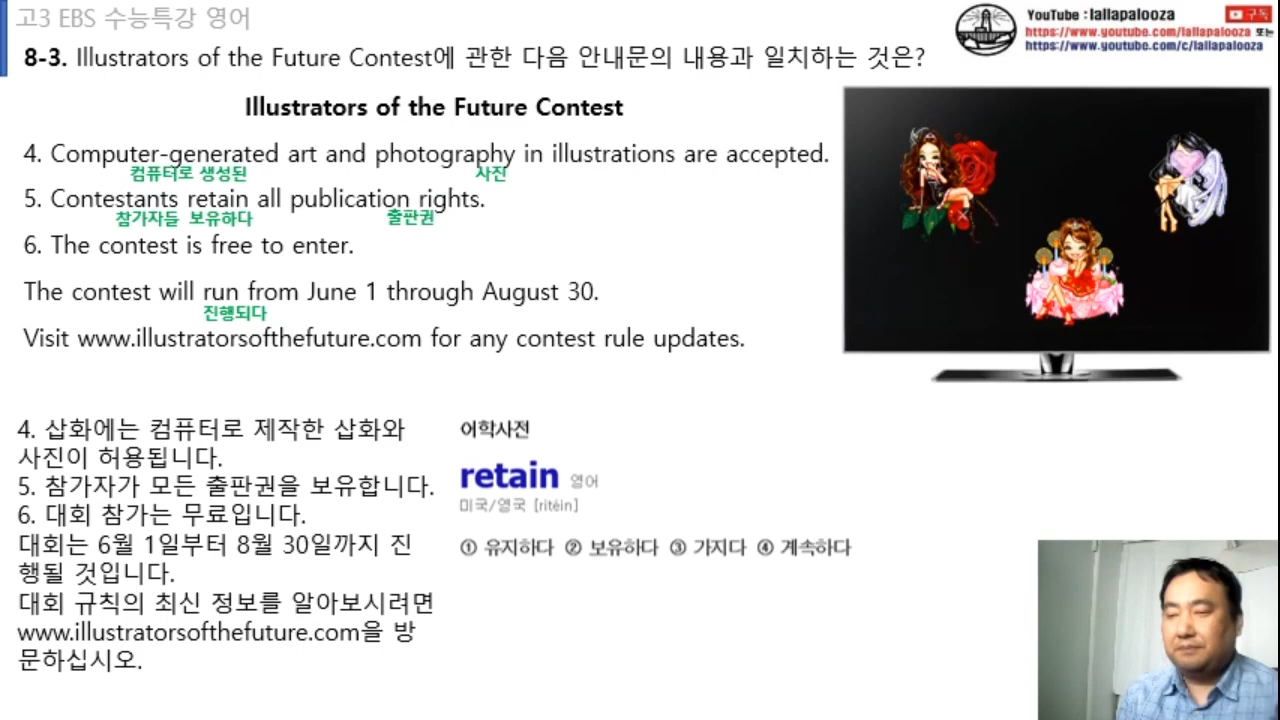 고3 EBS 수능특강 영어
YouTube : lallapalooza
구독
https://www.youtube.com/lallapalooza 또는
https://www.youtube.com/c/lallapalooza
8-3. Illustrators of the Future Contest에 관한 다음 안내문의 내용과 일치하는 것은?
Illustrators of the Future Contest
4. Computer-generated art and photography in illustrations are accepted.
컴퓨터로 생성된 사진
5. Contestants retain all publication rights.
참가자들 보유하다 출판권
6. The contest is free to enter.
The contest will run from June 1 through August 30.
진행되다
Visit www.illustratorsofthefuture.com for any contest rule updates.
4. 삽화에는 컴퓨터로 제작한 삽화와
사진이 허용됩니다.
5. 참가자가 모든 출판권을 보유합니다.
6. 대회 참가는 무료입니다.
대회는 6월 1일부터 8월 30일까지 진
행될 것입니다.
대회 규칙의 최신 정보를 알아보시려면
www.illustratorsofthefuture.com을 방
문하십시오.
어학사전
retain 영어
미국/영국 [ritéin]
① 유지하다 ② 보유하다 ③ 가지다 ④ 계속하다